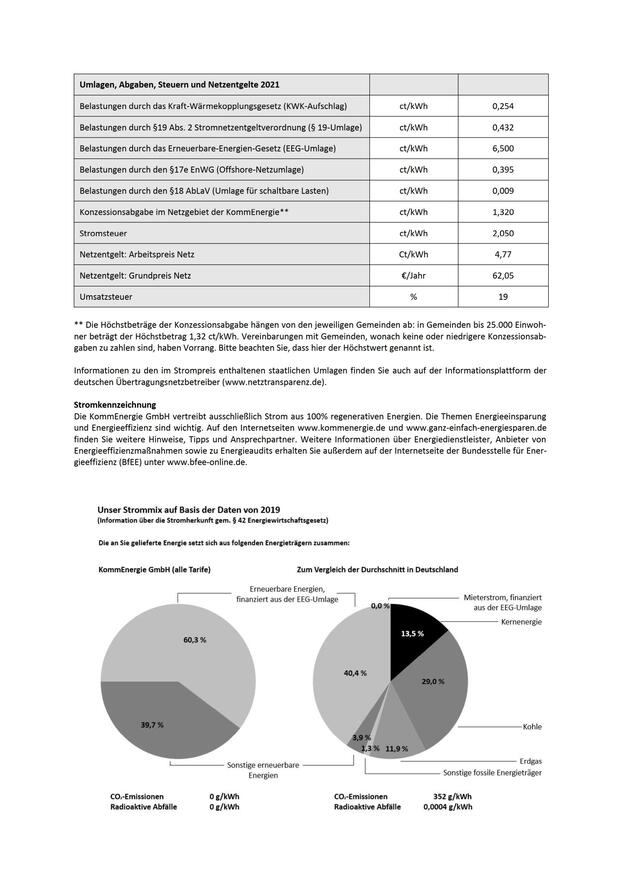 Umlagen, Abgaben, Steuern und Netzentgelte 2021
Belastungen durch das Kraft-Wärmekopplungsgesetz (KWK-Aufschlag) ct/kWh 0,254
Belastungen durch §19 Abs. 2 Stromnetzentgeltverordnung (§ 19-Umlage) ct/kWh 0,432
Belastungen durch das Erneuerbare-Energien-Gesetz (EEG-Umlage) ct/kWh 6,500
Belastungen durch den §17e EnWG (Offshore-Netzumlage) ct/kWh 0,395
Belastungen durch den §18 AbLaV (Umlage für schaltbare Lasten) ct/kWh 0,009
Konzessionsabgabe im Netzgebiet der KommEnergie** ct/kWh 1,320
Stromsteuer ct/kWh 2,050
Netzentgelt: Arbeitspreis Netz Ct/kWh 4,77
Netzentgelt: Grundpreis Netz €/Jahr 62,05
Umsatzsteuer % 19
** Die Höchstbeträge der Konzessionsabgabe hängen von den jeweiligen Gemeinden ab: in Gemeinden bis 25.000 Einwoh-
ner beträgt der Höchstbetrag 1,32 ct/kWh. Vereinbarungen mit Gemeinden, wonach keine oder niedrigere Konzessionsab-
gaben zu zahlen sind, haben Vorrang. Bitte beachten Sie, dass hier der Höchstwert genannt ist.
Informationen zu den im Strompreis enthaltenen staatlichen Umlagen finden Sie auch auf der Informationsplattform der
deutschen Übertragungsnetzbetreiber (www.netztransparenz.de).
Stromkennzeichnung
Die KommEnergie GmbH vertreibt ausschließlich Strom aus 100% regenerativen Energien. Die Themen Energieeinsparung
und Energieeffizienz sind wichtig. Auf den Internetseiten www.kommenergie.de und www.ganz-einfach-energiesparen.de
finden Sie weitere Hinweise, Tipps und Ansprechpartner. Weitere Informationen über Energiedienstleister, Anbieter von
Energieeffizienzmaßnahmen sowie zu Energieaudits erhalten Sie außerdem auf der Internetseite der Bundesstelle für Ener-
gieeffizienz (BfEE) unter www.bfee-online.de.
Unser Strommix auf Basis der Daten von 2019
(Information über die Stromherkunft gem. § 42 Energiewirtschaftsgesetz)
Die an Sie gelieferte Energie setzt sich aus folgenden Energieträgern zusammen:
KommEnergie GmbH (alle Tarife)
60,3 %
39,7 %
Erneuerbare Energien,
finanziert aus der EEG-Umlage
Sonstige erneuerbare
Energien
CO₂-Emissionen 0 g/kWh
Radioaktive Abfälle 0 g/kWh
Zum Vergleich der Durchschnitt in Deutschland
0,0 %
Mieterstrom, finanziert
aus der EEG-Umlage
13,5 %
Kernenergie
40,4 %
29,0 %
Kohle
3,9 %
1,3 %
11,9 %
Erdgas
Sonstige fossile Energieträger
CO₂-Emissionen 352 g/kWh
Radioaktive Abfälle 0,0004 g/kWh